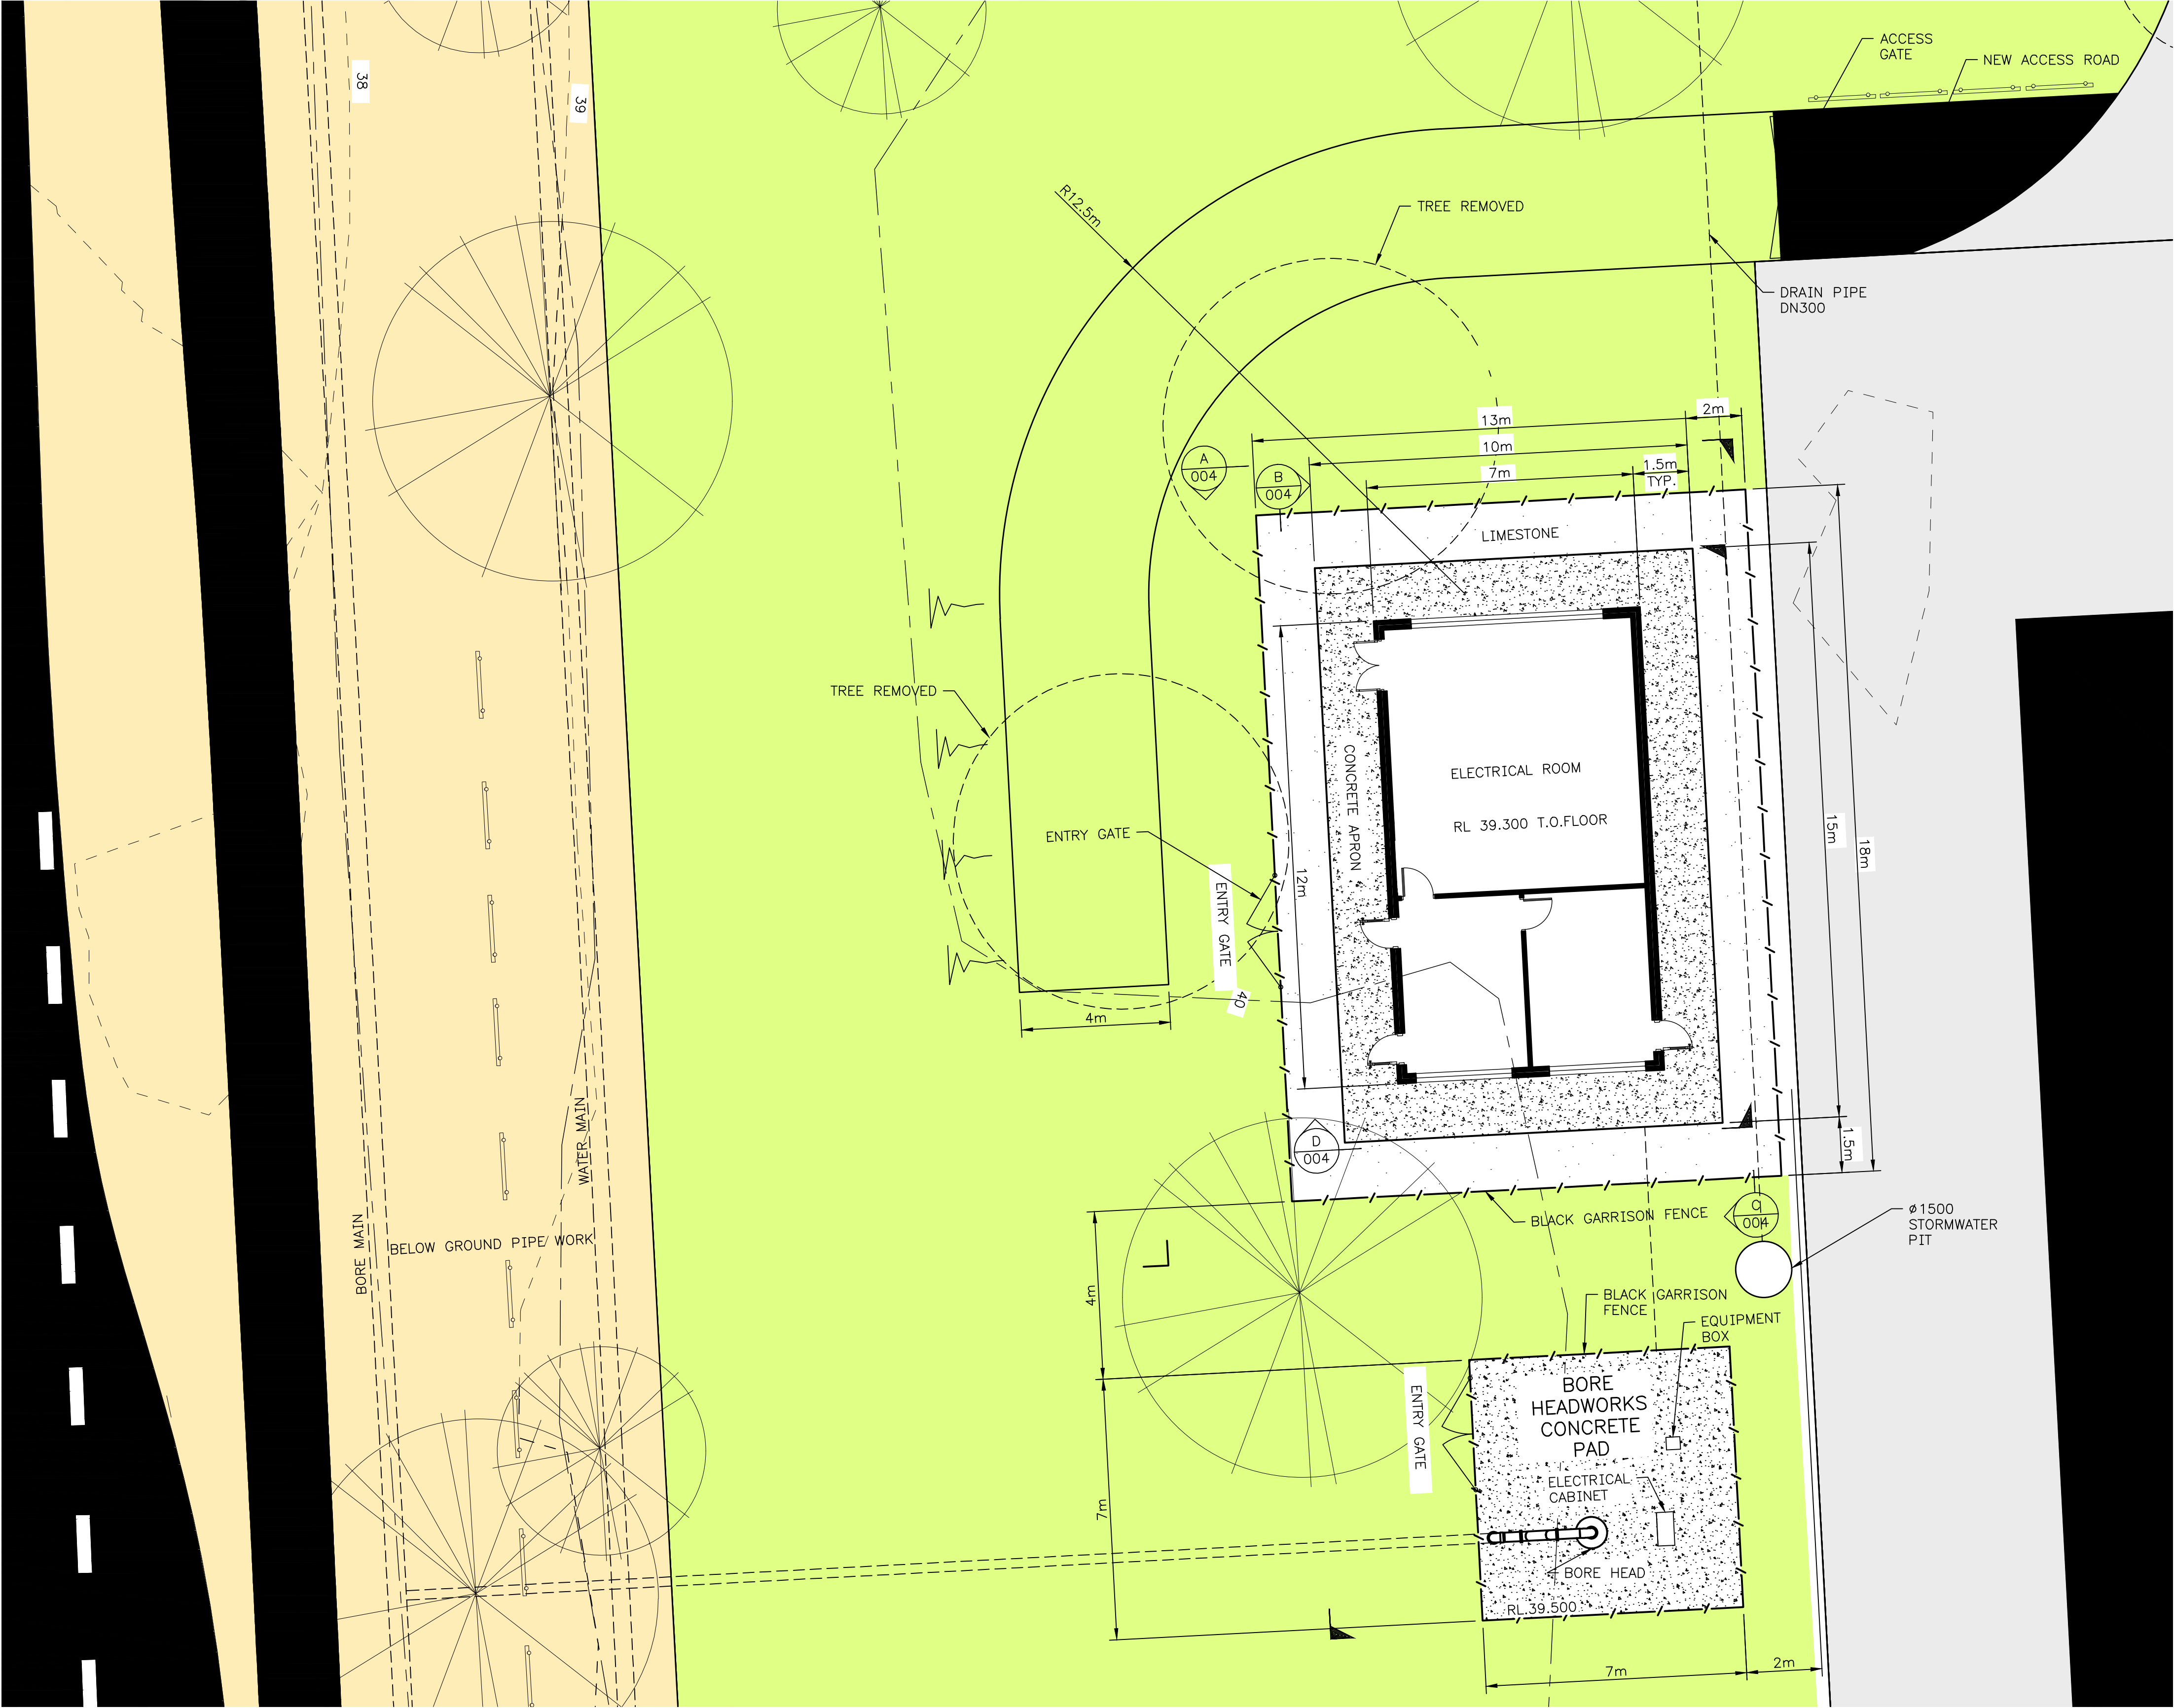 38
39
ACCESS
GATE
NEW ACCESS ROAD
R12.5m
TREE REMOVED
DRAIN PIPE
DN300
13m
2m
10m
7m
1.5m
TYP.
A
004
B
004
LIMESTONE
TREE REMOVED
CONCRETE APRON
ELECTRICAL ROOM
RL 39.300 T.O.FLOOR
ENTRY GATE
ENTRY GATE
12m
15m
18m
40
4m
D
004
1.5m
WATER MAIN
BORE MAIN
BELOW GROUND PIPE WORK
BLACK GARRISON FENCE
Q
004
Ø1500
STORMWATER
PIT
4m
BLACK GARRISON
FENCE
EQUIPMENT
BOX
ENTRY GATE
BORE
HEADWORKS
CONCRETE
PAD
ELECTRICAL
CABINET
7m
BORE HEAD
RL.39.500
7m
2m